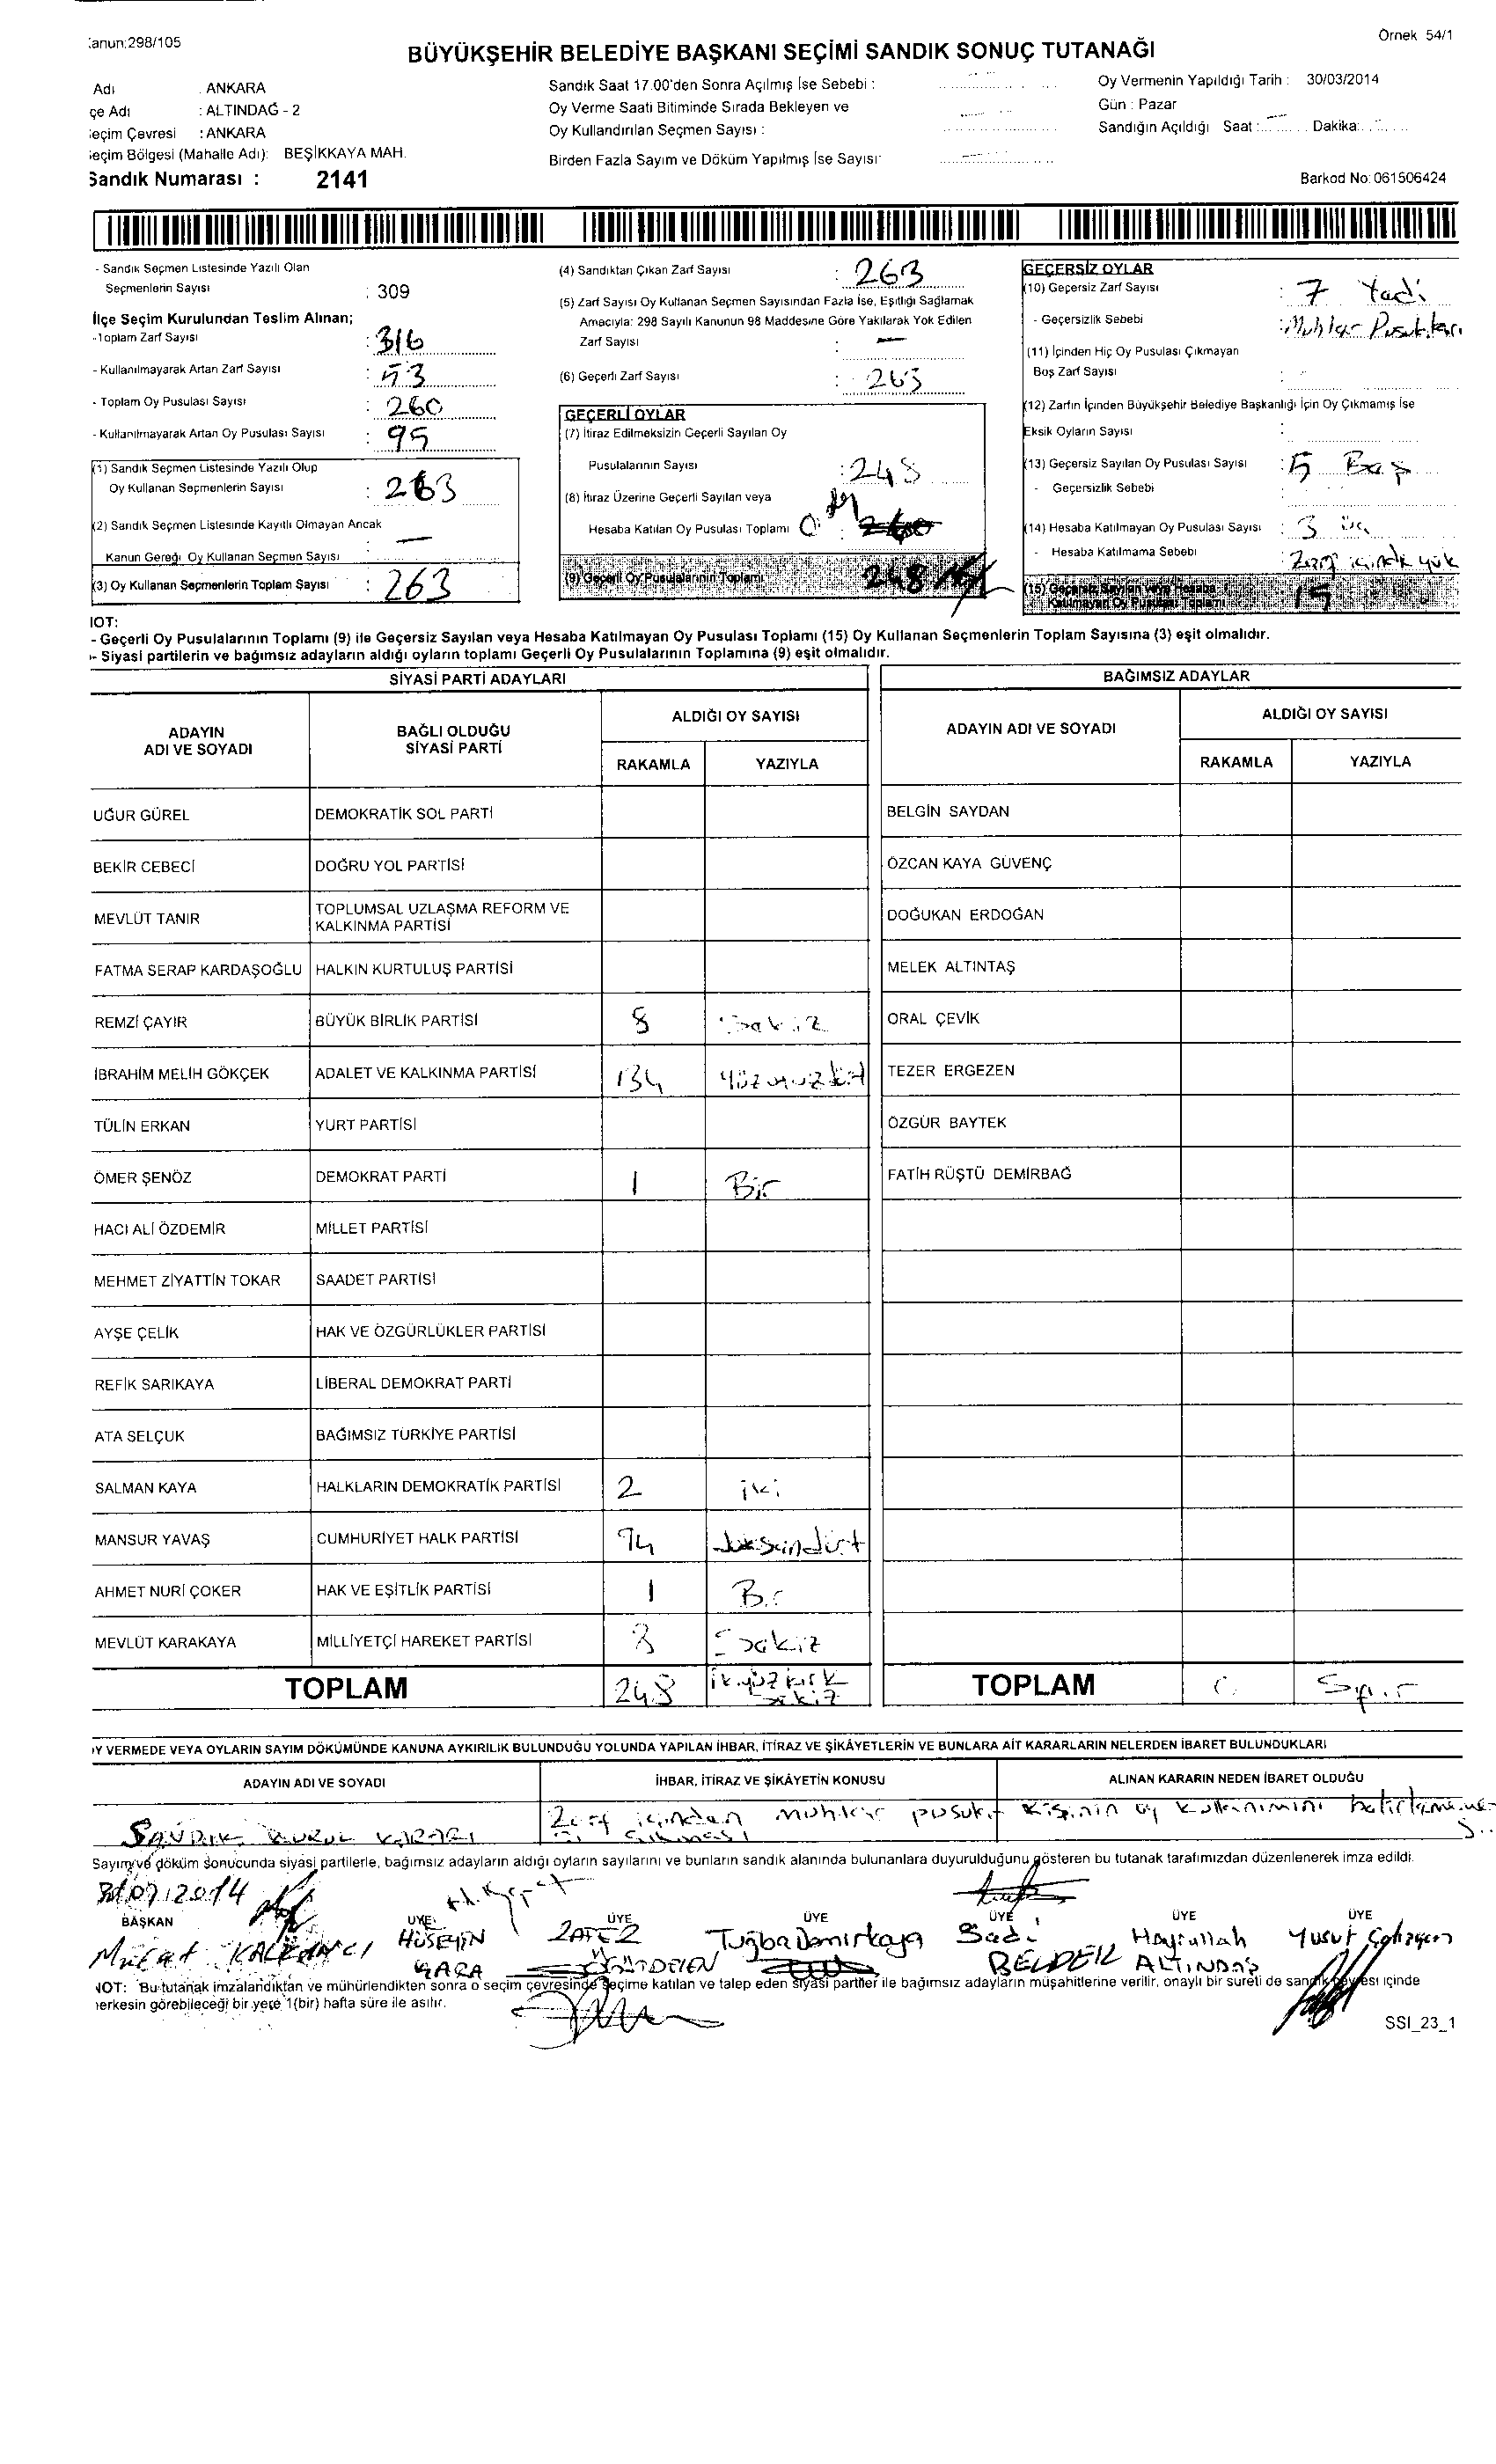 Kanun:298/105
Örnek 54/1
BÜYÜKŞEHİR BELEDİYE BAŞKANI SEÇİMİ SANDIK SONUÇ TUTANAĞI
Adı : ANKARA
çe Adı : ALTINDAĞ - 2
eçim Çevresi : ANKARA
eçim Bölgesi (Mahalle Adı): BEŞİKKAYA MAH.
Sandık Numarası : 2141
Sandık Saat 17.00'den Sonra Açılmış İse Sebebi :
Oy Verme Saati Bitiminde Sırada Bekleyen ve
Oy Kullandırılan Seçmen Sayısı :
Birden Fazla Sayım ve Döküm Yapılmış İse Sayısı:
Oy Vermenin Yapıldığı Tarih : 30/03/2014
Gün : Pazar
Sandığın Açıldığı Saat : Dakika:
Barkod No: 061506424
- Sandık Seçmen Listesinde Yazılı Olan
Seçmenlerin Sayısı : 309
İlçe Seçim Kurulundan Teslim Alınan;
-Toplam Zarf Sayısı : 316
- Kullanılmayarak Artan Zarf Sayısı : 53
- Toplam Oy Pusulası Sayısı : 260
- Kullanılmayarak Artan Oy Pusulası Sayısı : 95
(1) Sandık Seçmen Listesinde Yazılı Olup
Oy Kullanan Seçmenlerin Sayısı : 263
(2) Sandık Seçmen Listesinde Kayıtlı Olmayan Ancak
Kanun Gereği Oy Kullanan Seçmen Sayısı : —
(3) Oy Kullanan Seçmenlerin Toplam Sayısı : 263
(4) Sandıktan Çıkan Zarf Sayısı : 263
(5) Zarf Sayısı Oy Kullanan Seçmen Sayısından Fazla İse, Eşitliği Sağlamak
Amacıyla: 298 Sayılı Kanunun 98 Maddesine Göre Yakılarak Yok Edilen
Zarf Sayısı : —
(6) Geçerli Zarf Sayısı : 263
GEÇERLİ OYLAR
(7) İtiraz Edilmeksizin Geçerli Sayılan Oy
Pusulalarının Sayısı : 248
(8) İtiraz Üzerine Geçerli Sayılan veya
Hesaba Katılan Oy Pusulası Toplamı 0 : 260
(9) Geçerli Oy Pusulalarının Toplamı 248
GEÇERSİZ OYLAR
(10) Geçersiz Zarf Sayısı : 7 Yedi
- Geçersizlik Sebebi : Muhtar Pusulaları
(11) İçinden Hiç Oy Pusulası Çıkmayan
Boş Zarf Sayısı : -
(12) Zarfın İçinden Büyükşehir Belediye Başkanlığı İçin Oy Çıkmamış İse
Eksik Oyların Sayısı :
(13) Geçersiz Sayılan Oy Pusulası Sayısı : 5 Beş
- Geçersizlik Sebebi :
(14) Hesaba Katılmayan Oy Pusulası Sayısı : 3 üç
- Hesaba Katılmama Sebebi : Zarf içinde yok
(15) Geçersiz Sayılan veya Hesaba
Katılmayan Oy Pusulası Toplamı 15
NOT:
- Geçerli Oy Pusulalarının Toplamı (9) ile Geçersiz Sayılan veya Hesaba Katılmayan Oy Pusulası Toplamı (15) Oy Kullanan Seçmenlerin Toplam Sayısına (3) eşit olmalıdır.
- Siyasi partilerin ve bağımsız adayların aldığı oyların toplamı Geçerli Oy Pusulalarının Toplamına (9) eşit olmalıdır.
SİYASİ PARTİ ADAYLARI
BAĞIMSIZ ADAYLAR
ADAYIN ADI VE SOYADI
BAĞLI OLDUĞU SİYASİ PARTİ
ALDIĞI OY SAYISI
RAKAMLA YAZIYLA
ADAYIN ADI VE SOYADI
ALDIĞI OY SAYISI
RAKAMLA YAZIYLA
UĞUR GÜREL DEMOKRATİK SOL PARTİ BELGİN SAYDAN
BEKİR CEBECİ DOĞRU YOL PARTİSİ ÖZCAN KAYA GÜVENÇ
MEVLÜT TANIR TOPLUMSAL UZLAŞMA REFORM VE KALKINMA PARTİSİ DOĞUKAN ERDOĞAN
FATMA SERAP KARDAŞOĞLU HALKIN KURTULUŞ PARTİSİ MELEK ALTINTAŞ
REMZİ ÇAYIR BÜYÜK BİRLİK PARTİSİ 8 Sekiz ORAL ÇEVİK
İBRAHİM MELİH GÖKÇEK ADALET VE KALKINMA PARTİSİ 134 yüzotuzdört TEZER ERGEZEN
TÜLİN ERKAN YURT PARTİSİ ÖZGÜR BAYTEK
ÖMER ŞENÖZ DEMOKRAT PARTİ 1 Bir FATİH RÜŞTÜ DEMİRBAĞ
HACI ALİ ÖZDEMİR MİLLET PARTİSİ
MEHMET ZİYATTİN TOKAR SAADET PARTİSİ
AYŞE ÇELİK HAK VE ÖZGÜRLÜKLER PARTİSİ
REFİK SARIKAYA LİBERAL DEMOKRAT PARTİ
ATA SELÇUK BAĞIMSIZ TÜRKİYE PARTİSİ
SALMAN KAYA HALKLARIN DEMOKRATİK PARTİSİ 2 iki
MANSUR YAVAŞ CUMHURİYET HALK PARTİSİ 94
AHMET NURİ ÇOKER HAK VE EŞİTLİK PARTİSİ 1 Bir
MEVLÜT KARAKAYA MİLLİYETÇİ HAREKET PARTİSİ 8 Sekiz
TOPLAM 248 ikiyüzkırk sekiz TOPLAM 0 Sıfır
OY VERMEDE VEYA OYLARIN SAYIM DÖKÜMÜNDE KANUNA AYKIRILIK BULUNDUĞU YOLUNDA YAPILAN İHBAR, İTİRAZ VE ŞİKÂYETLERİN VE BUNLARA AİT KARARLARIN NELERDEN İBARET BULUNDUKLARI
ADAYIN ADI VE SOYADI İHBAR, İTİRAZ VE ŞİKÂYETİN KONUSU ALINAN KARARIN NEDEN İBARET OLDUĞU
SANDIK KURUL KARARI Zarf içinden muhtar pusula çıkması Kişinin oy kullanımını
Sayım ve döküm sonucunda siyasi partilerle, bağımsız adayların aldığı oyların sayılarını ve bunların sandık alanında bulunanlara duyurulduğunu gösteren bu tutanak tarafımızdan düzenlenerek imza edildi.
2014
BAŞKAN ÜYE ÜYE ÜYE ÜYE ÜYE ÜYE
Murat KALKANCI HÜSEYİN KARA Tuğba Demirkaya Sadi Hayrullah ALTINDAŞ Yusuf
NOT: Bu tutanak imzalandıktan ve mühürlendikten sonra o seçim çevresinde seçime katılan ve talep eden siyasi partiler ile bağımsız adayların müşahitlerine verilir, onaylı bir sureti de sandık çevresi içinde
herkesin görebileceği bir yere 1(bir) hafta süre ile asılır.
SSI_23_1